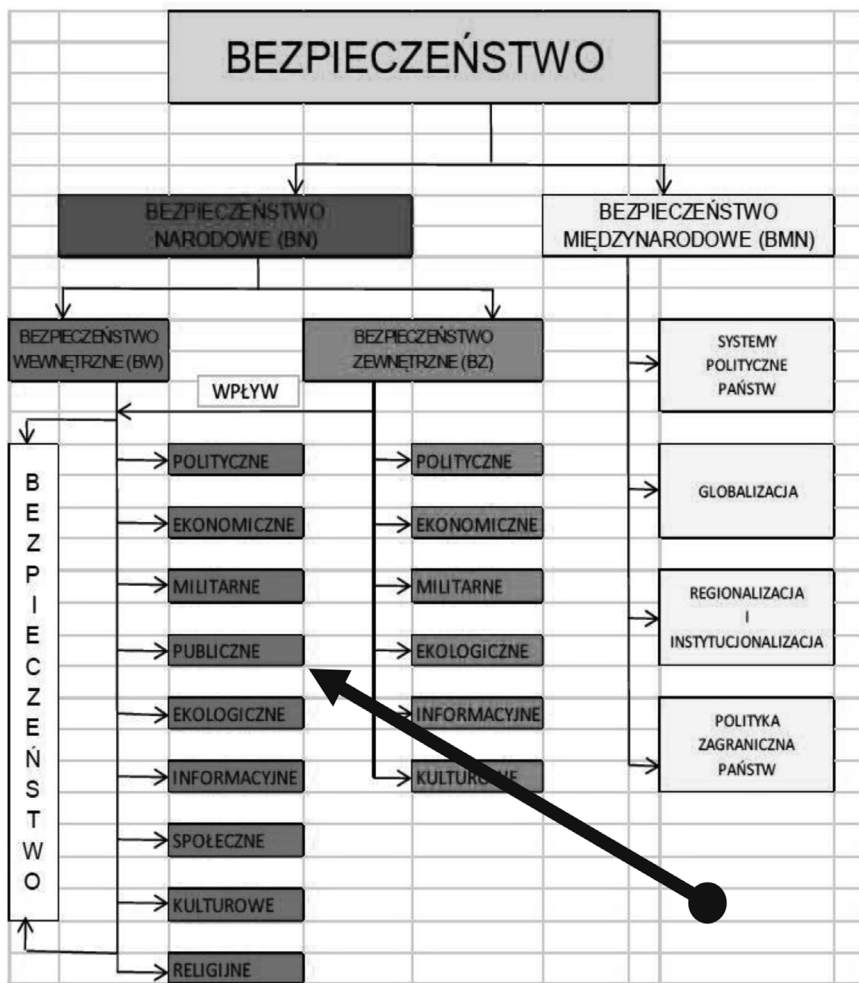 BEZPIECZEŃSTWO
BEZPIECZEŃSTWO
NARODOWE (BN)
BEZPIECZEŃSTWO
MIĘDZYNARODOWE (BMN)
BEZPIECZEŃSTWO
WEWNĘTRZNE (BW)
BEZPIECZEŃSTWO
ZEWNĘTRZNE (BZ)
WPŁYW
BEZPIECZEŃSTWO
POLITYCZNE
EKONOMICZNE
MILITARNE
PUBLICZNE
EKOLOGICZNE
INFORMACYJNE
SPOŁECZNE
KULTUROWE
RELIGIJNE
POLITYCZNE
EKONOMICZNE
MILITARNE
EKOLOGICZNE
INFORMACYJNE
KULTUROWE
SYSTEMY
POLITYCZNE
PAŃSTW
GLOBALIZACJA
REGIONALIZACJA
I
INSTYTUCJONALIZACJA
POLITYKA
ZAGRANICZNA
PAŃSTW